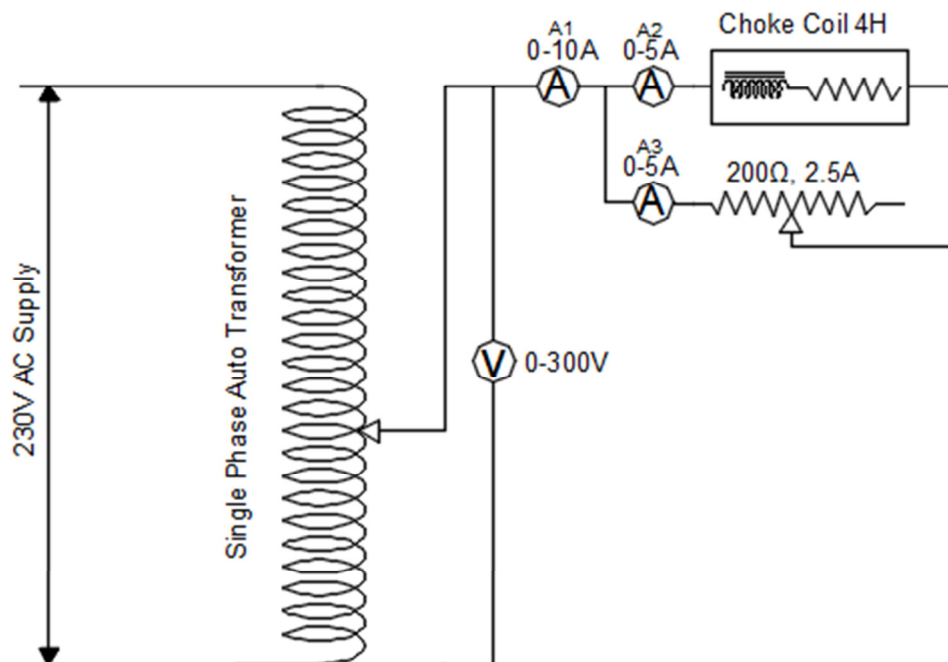 Choke Coil 4H
A1
0-10A
A
A2
0-5A
A
A3
0-5A
A
200Ω, 2.5A
230V AC Supply
Single Phase Auto Transformer
V
0-300V